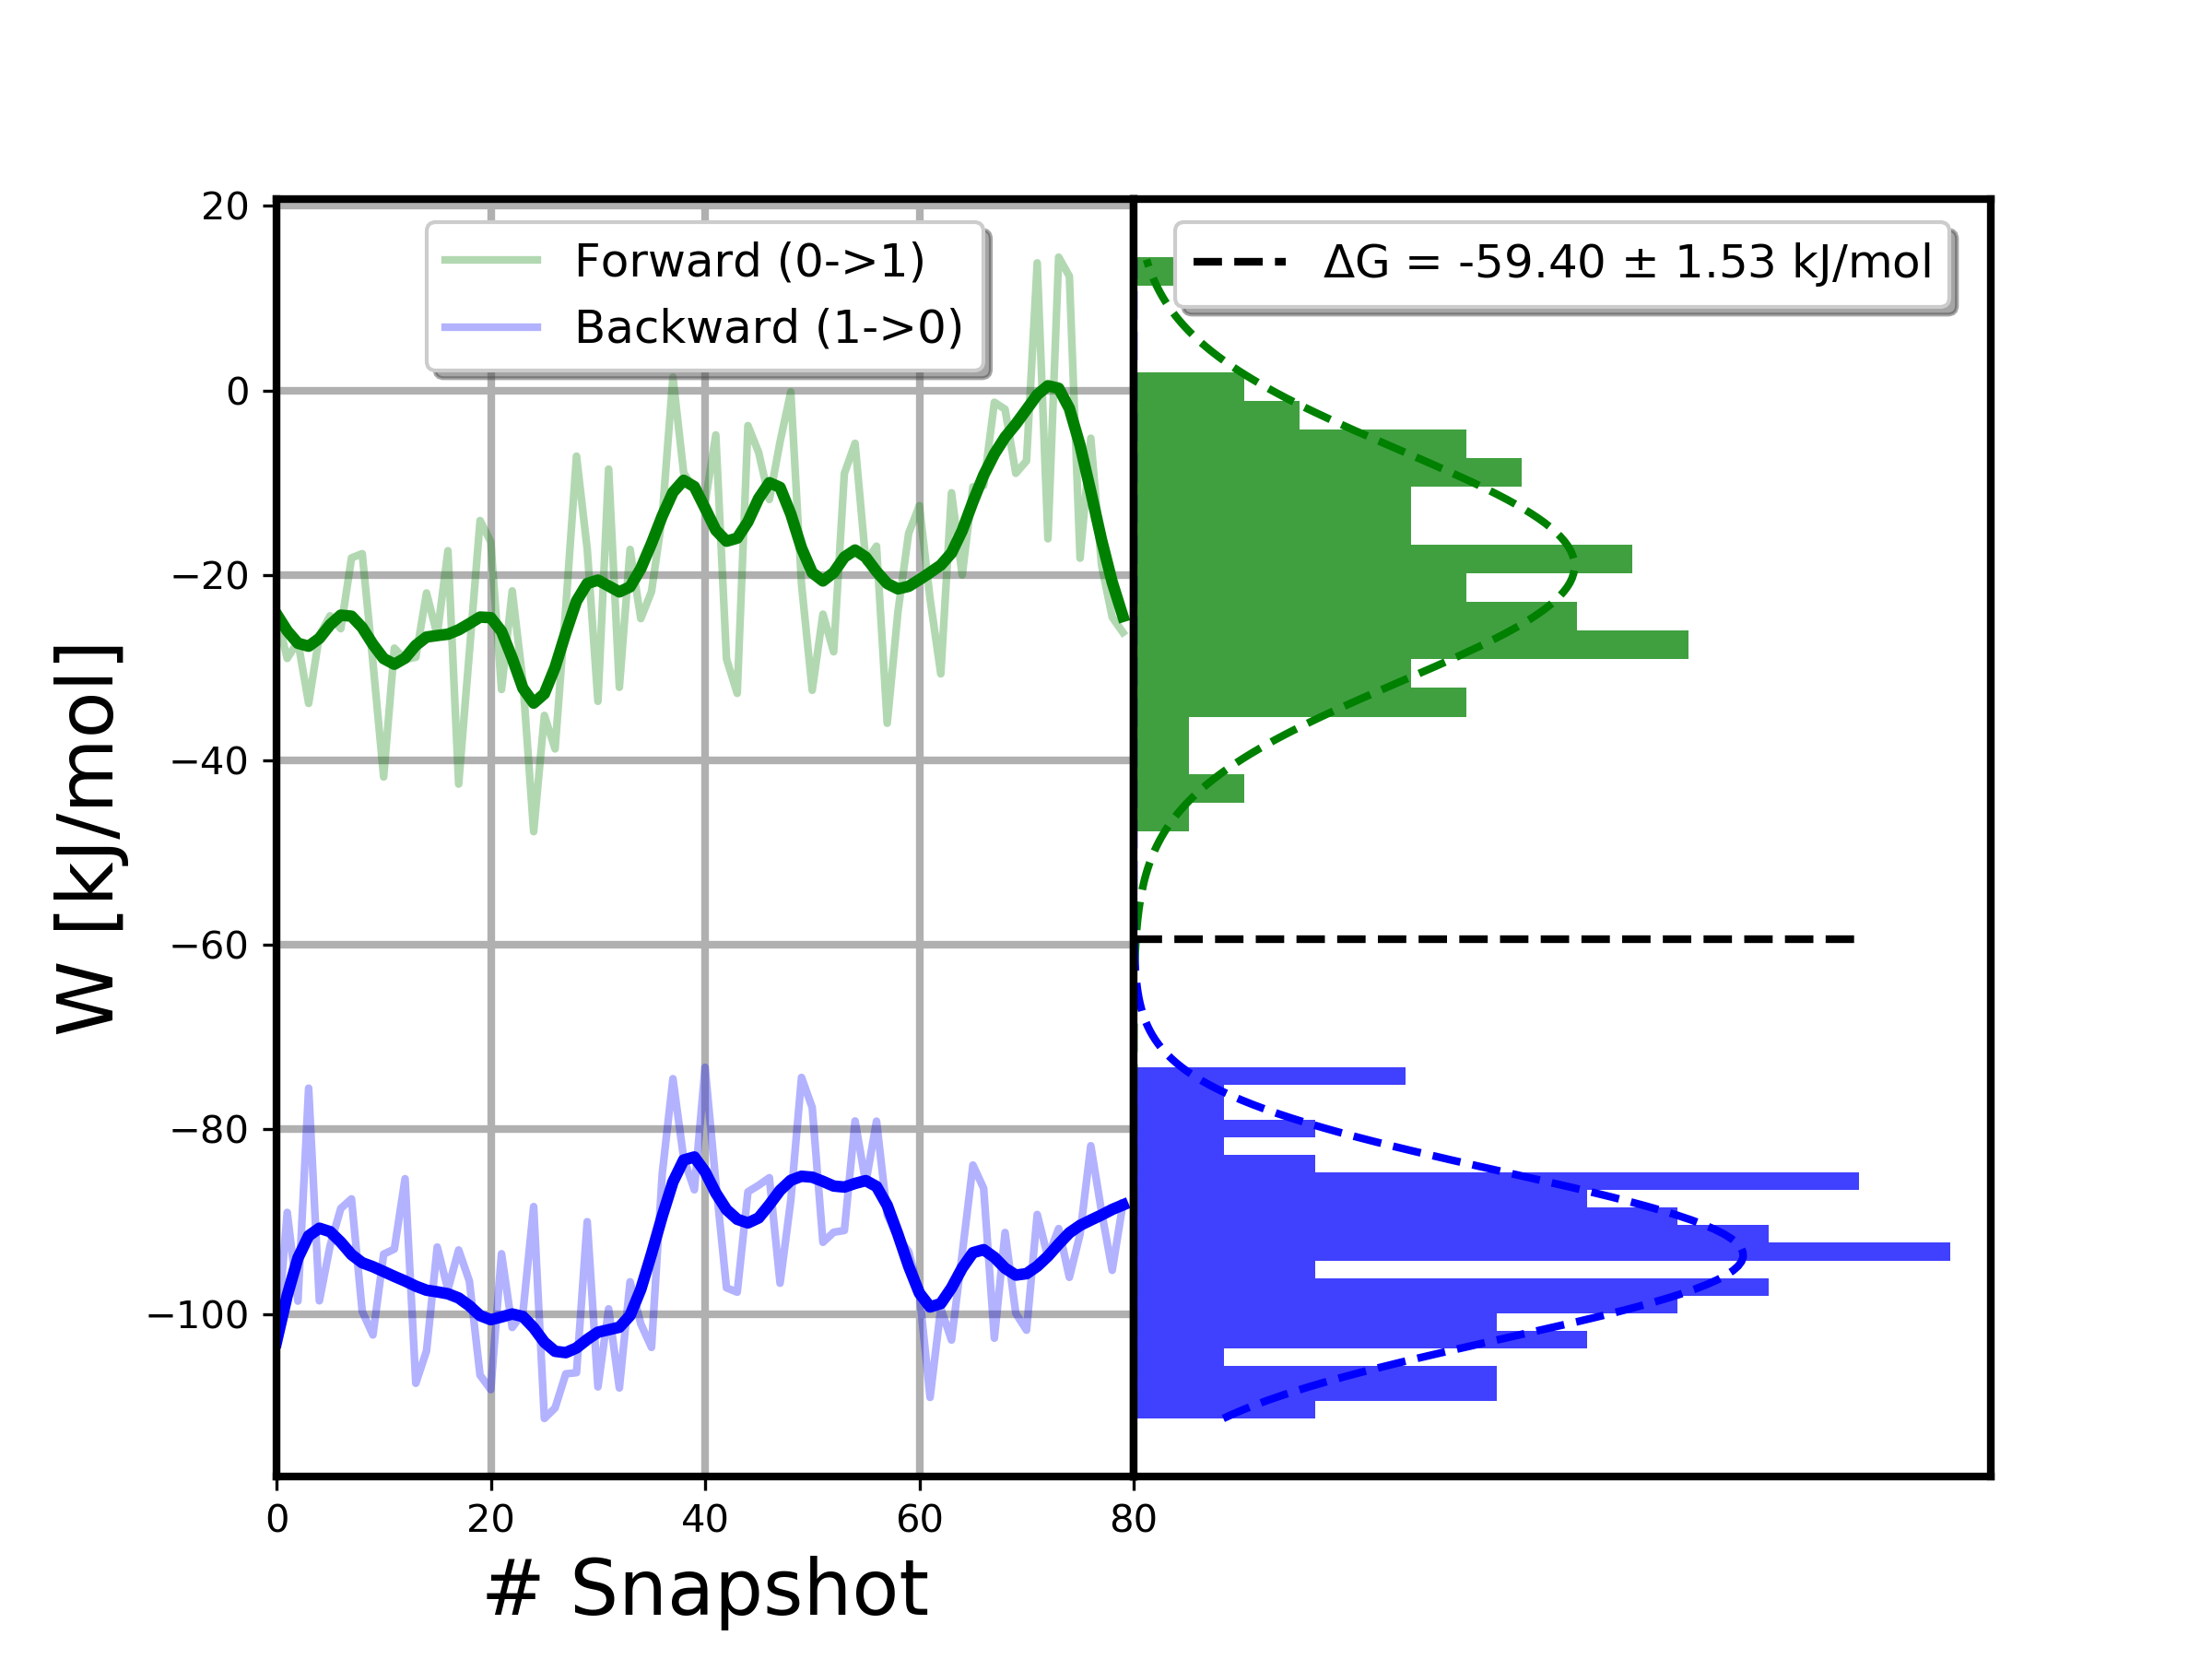 Forward (0->1)
Backward (1->0)
ΔG = -59.40 ± 1.53 kJ/mol
W [kJ/mol]
20
0
−20
−40
−60
−80
−100
0 20 40 60 80
# Snapshot